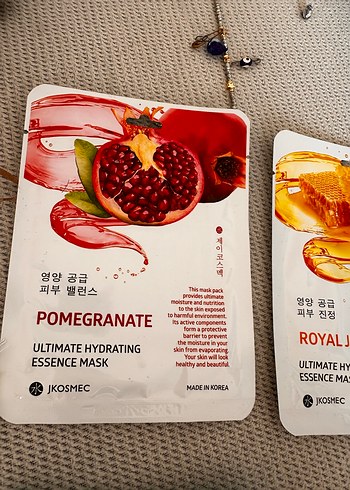 제이코스멕
This mask pack
provides ultimate
moisture and nutrition
to the skin exposed
to harmful environment.
Its active components
form a protective
barrier to prevent
the moisture in your
skin from evaporating.
Your skin will look
healthy and beautiful.
영양 공급
피부 밸런스
POMEGRANATE
ULTIMATE HYDRATING
ESSENCE MASK
水 JKOSMEC
MADE IN KOREA
영양 공급
피부 진정
ROYAL J
ULTIMATE HY
ESSENCE MAS
水 JKOSMEC